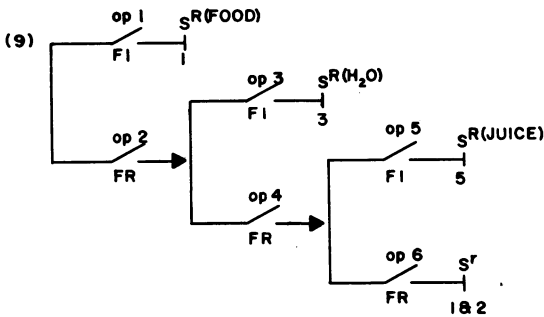 (9)
op 1
FI
S^R(FOOD)
1
op 2
FR
op 3
FI
S^R(H₂O)
3
op 4
FR
op 5
FI
S^R(JUICE)
5
op 6
FR
S^r
1 & 2